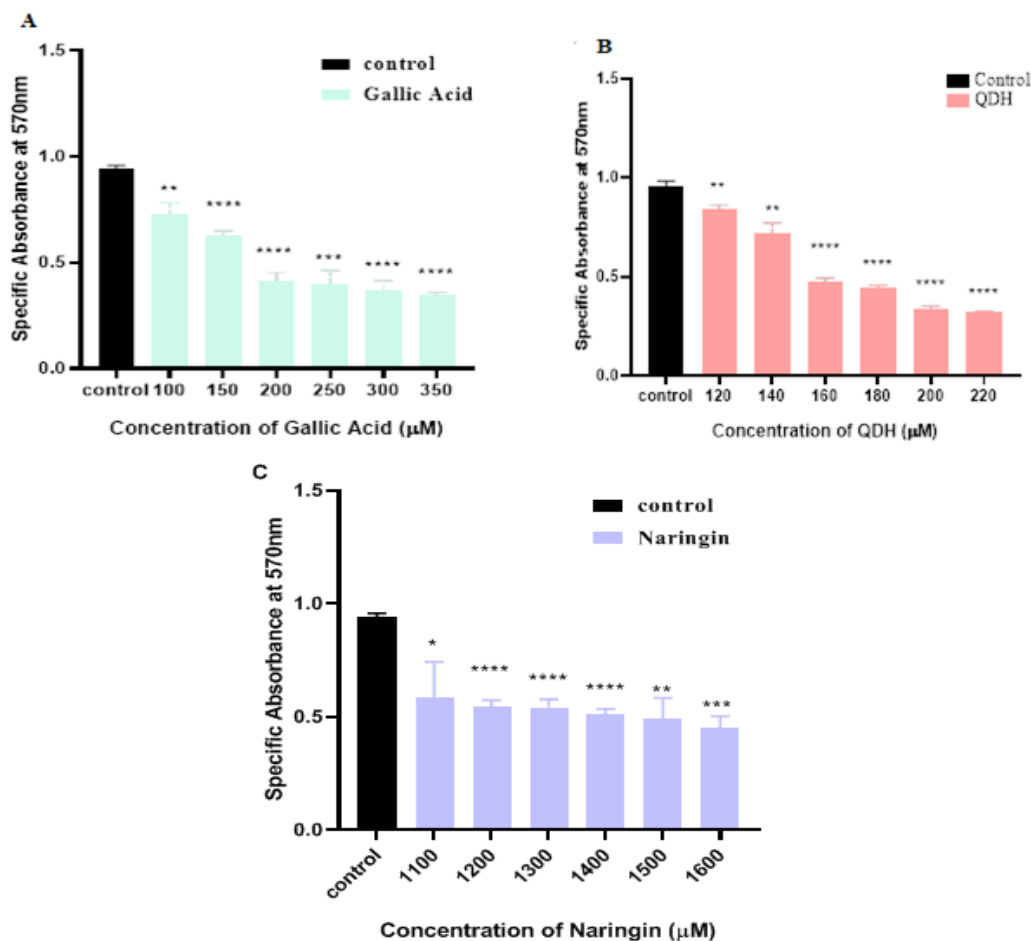 A
1.5
1.0
0.5
0.0
Specific Absorbance at 570nm
control
Gallic Acid
**
****
****
***
****
****
control 100 150 200 250 300 350
Concentration of Gallic Acid (μM)
B
1.5
1.0
0.5
0.0
Specific Absorbance at 570nm
Control
QDH
**
**
****
****
****
****
control 120 140 160 180 200 220
Concentration of QDH (μM)
C
1.5
1.0
0.5
0.0
Specific Absorbance at 570nm
control
Naringin
*
****
****
****
**
***
control 1100 1200 1300 1400 1500 1600
Concentration of Naringin (μM)